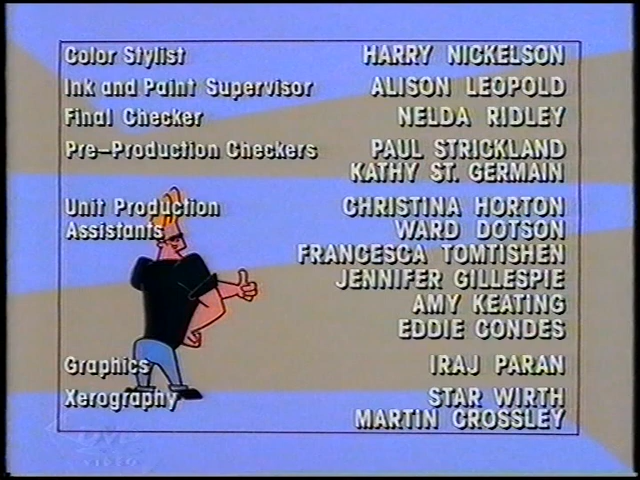 Color Stylist HARRY NICKELSON
Ink and Paint Supervisor ALISON LEOPOLD
Final Checker NELDA RIDLEY
Pre-Production Checkers PAUL STRICKLAND
KATHY ST. GERMAIN
Unit Production CHRISTINA HORTON
Assistants WARD DOTSON
FRANCESCA TOMTISHEN
JENNIFER GILLESPIE
AMY KEATING
EDDIE CONDES
Graphics IRAJ PARAN
Xerography STAR WIRTH
MARTIN CROSSLEY
VIDEO